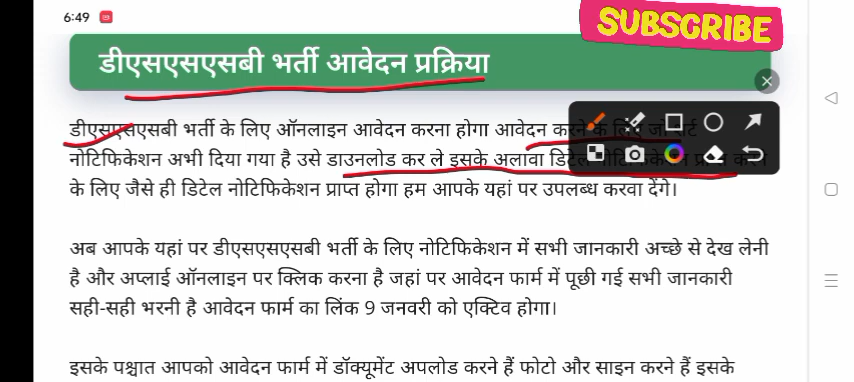 6:49
SUBSCRIBE
डीएसएसएसबी भर्ती आवेदन प्रक्रिया
डीएसएसएसबी भर्ती के लिए ऑनलाइन आवेदन करना होगा आवेदन करने के लिए जो शॉर्ट
नोटिफिकेशन अभी दिया गया है उसे डाउनलोड कर ले इसके अलावा डिटेल नोटिफिकेशन प्राप्त करने
के लिए जैसे ही डिटेल नोटिफिकेशन प्राप्त होगा हम आपके यहां पर उपलब्ध करवा देंगे।
अब आपके यहां पर डीएसएसएसबी भर्ती के लिए नोटिफिकेशन में सभी जानकारी अच्छे से देख लेनी
है और अप्लाई ऑनलाइन पर क्लिक करना है जहां पर आवेदन फार्म में पूछी गई सभी जानकारी
सही-सही भरनी है आवेदन फार्म का लिंक 9 जनवरी को एक्टिव होगा।
इसके पश्चात आपको आवेदन फार्म में डॉक्यूमेंट अपलोड करने हैं फोटो और साइन करने हैं इसके